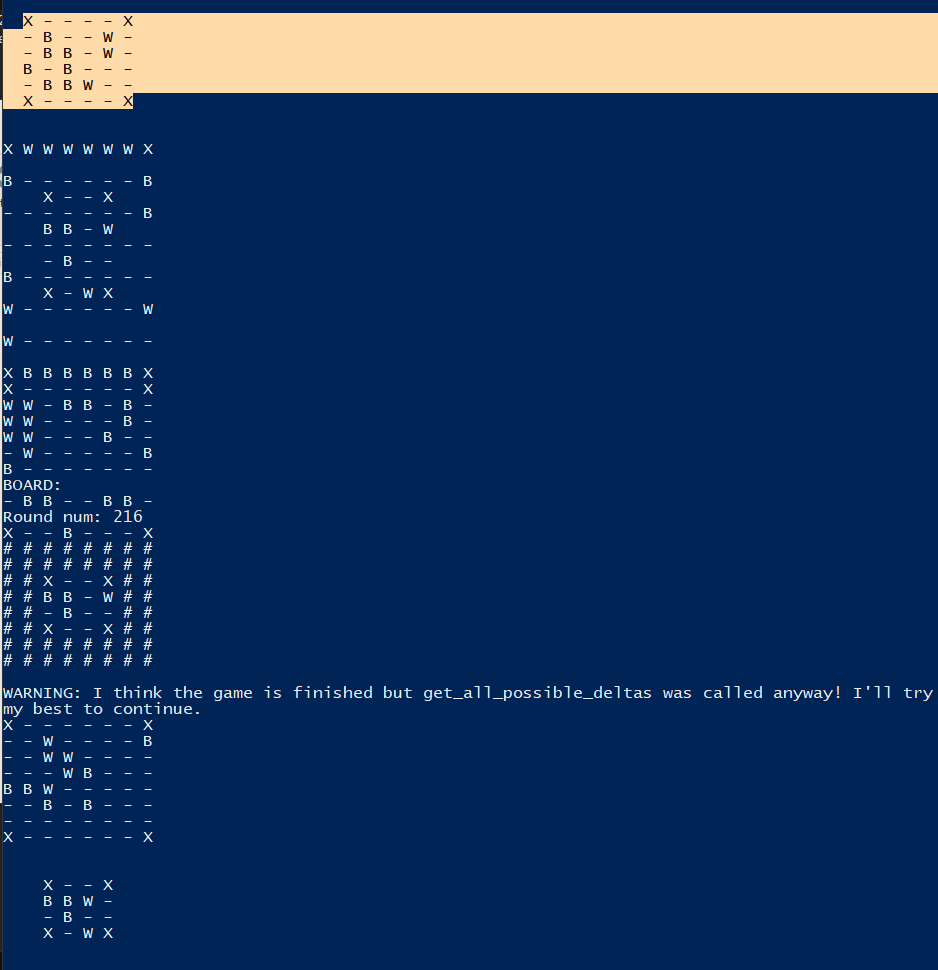 X - - - - X
- B - - W -
- B B - W -
B - B - - -
- B B W - -
X - - - - X
X W W W W W W X
B - - - - - - B
X - - X
- - - - - - - B
B B - W
- - - - - - - -
- B - -
B - - - - - - -
X - W X
W - - - - - - W
W - - - - - - -
X B B B B B B X
X - - - - - - X
W W - B B - B -
W W - - - - B -
W W - - - B - -
- W - - - - - B
B - - - - - - -
BOARD:
- B B - - B B -
Round num: 216
X - - B - - - X
# # # # # # # #
# # # # # # # #
# # X - - X # #
# # B B - W # #
# # - B - - # #
# # X - - X # #
# # # # # # # #
# # # # # # # #
WARNING: I think the game is finished but get_all_possible_deltas was called anyway! I'll try
my best to continue.
X - - - - - - X
- - W - - - - B
- - W W - - - -
- - - W B - - -
B B W - - - - -
- - B - B - - -
- - - - - - - -
X - - - - - - X
X - - X
B B W -
- B - -
X - W X